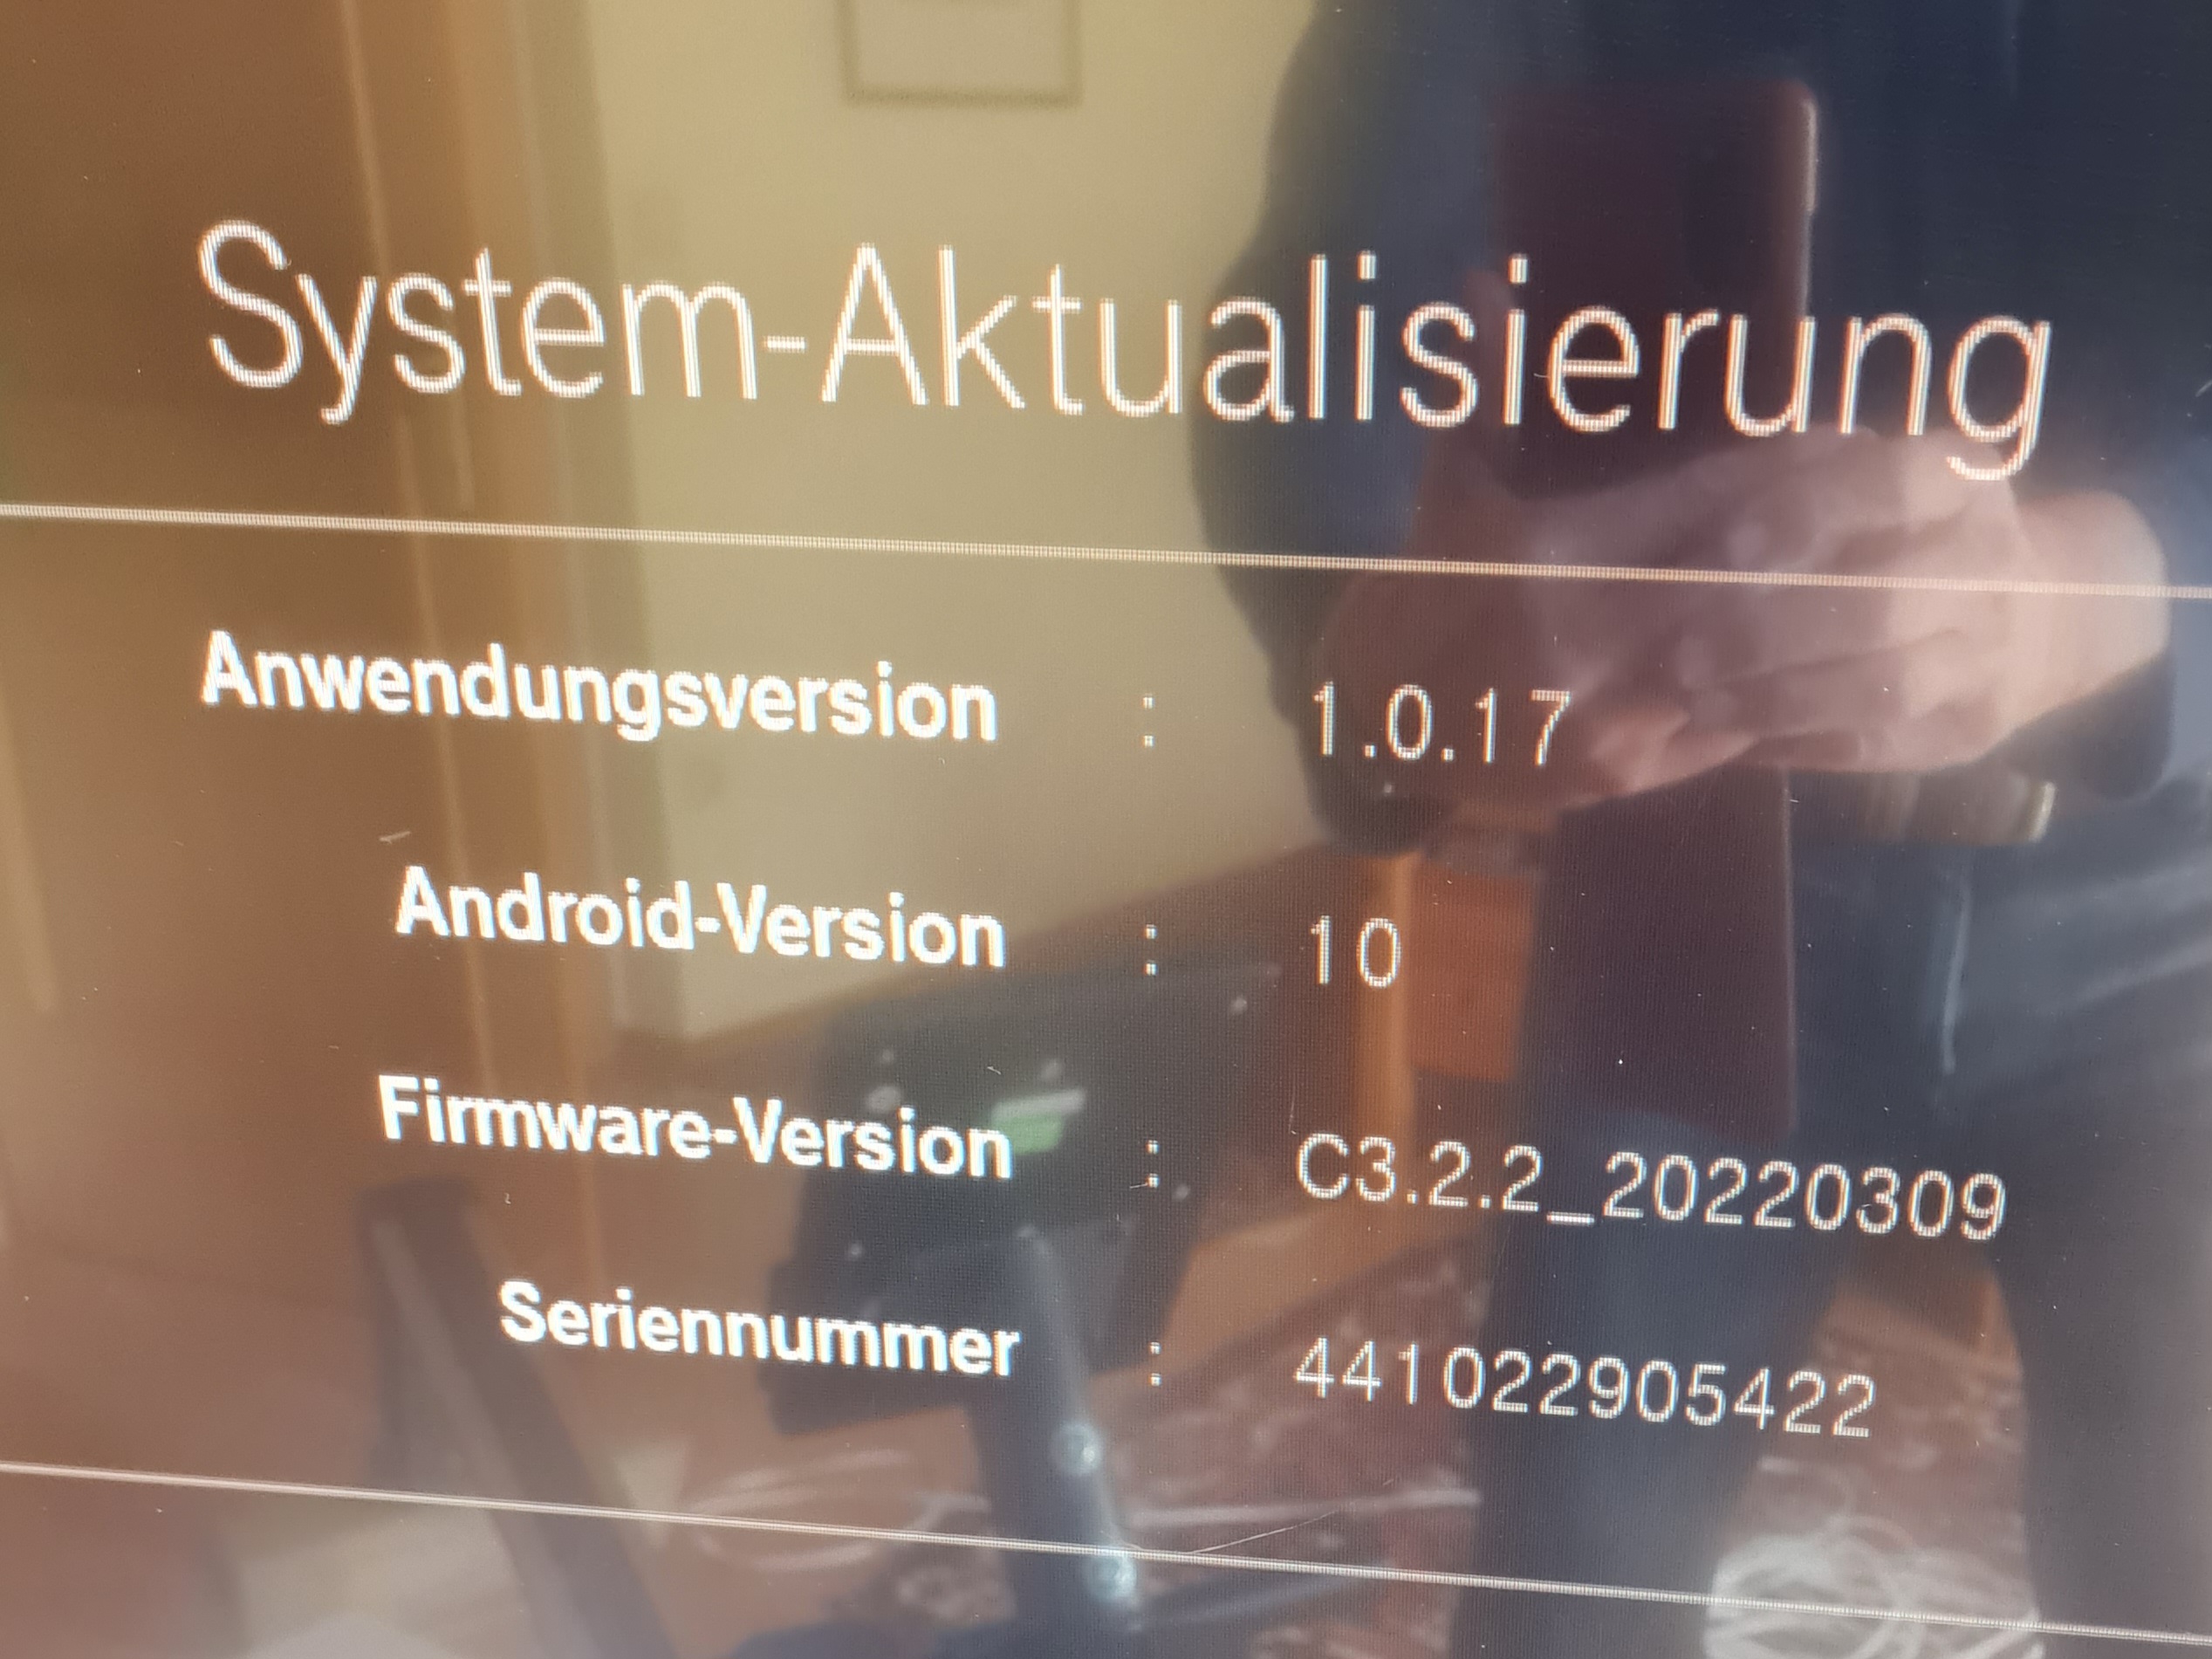 System-Aktualisierung
Anwendungsversion : 1.0.17
Android-Version : 10
Firmware-Version : C3.2.2_20220309
Seriennummer : 441022905422